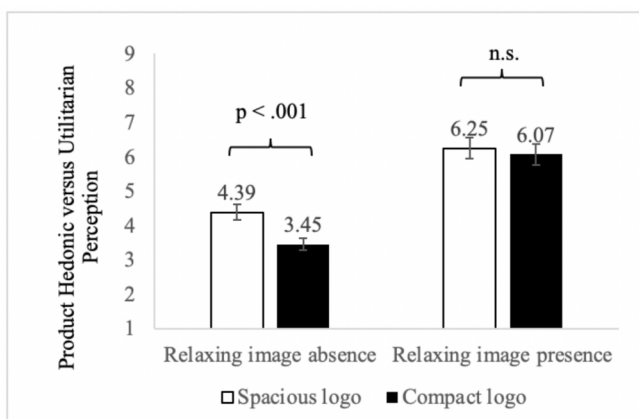 Product Hedonic versus Utilitarian
Perception
9
8
7
6
5
4
3
2
1
p < .001
n.s.
4.39
3.45
6.25
6.07
Relaxing image absence
Relaxing image presence
Spacious logo
Compact logo